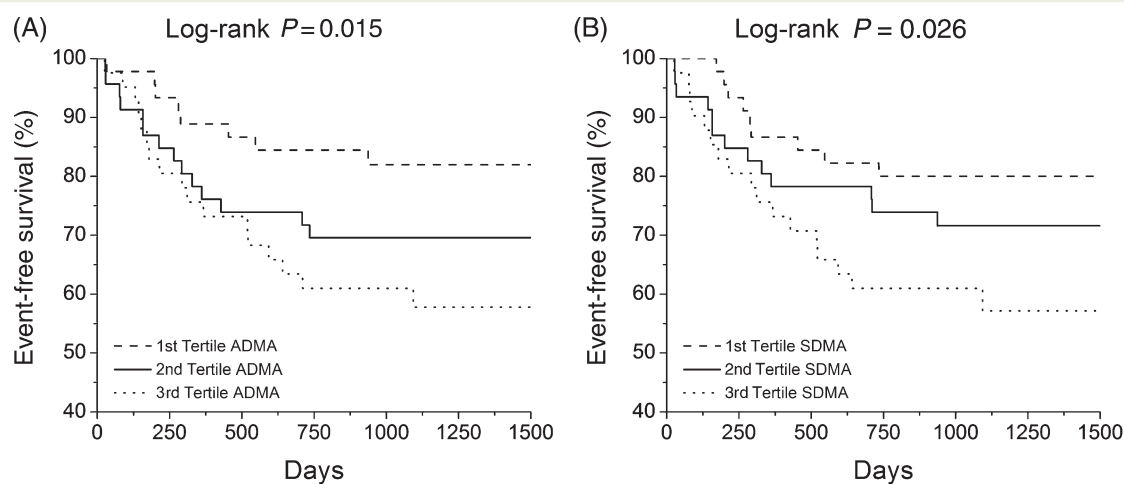 (A) Log-rank P = 0.015
100
90
80
70
60
50
40
Event-free survival (%)
1st Tertile ADMA
2nd Tertile ADMA
3rd Tertile ADMA
0 250 500 750 1000 1250 1500
Days
(B) Log-rank P = 0.026
100
90
80
70
60
50
40
Event-free survival (%)
1st Tertile SDMA
2nd Tertile SDMA
3rd Tertile SDMA
0 250 500 750 1000 1250 1500
Days